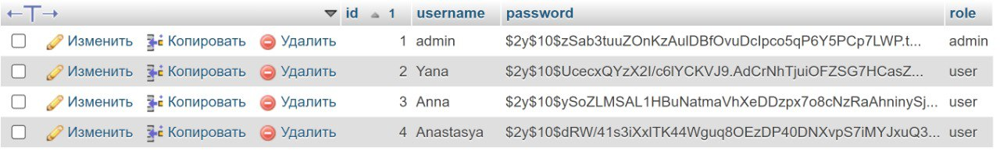 id 1 username password role
Изменить Копировать Удалить 1 admin $2y$10$zSab3tuuZOnKzAulDBfOvuDclpco5qP6Y5PCp7LWP.t... admin
Изменить Копировать Удалить 2 Yana $2y$10$UcecxQYzX2I/c6lYCKVJ9.AdCrNhTjuiOFZSG7HCasZ... user
Изменить Копировать Удалить 3 Anna $2y$10$ySoZLMSAL1HBuNatmaVhXeDDzpx7o8cNzRaAhninySj... user
Изменить Копировать Удалить 4 Anastasya $2y$10$dRW/41s3iXxlTK44Wguq8OEzDP40DNXvpS7iMYJxuQ3... user